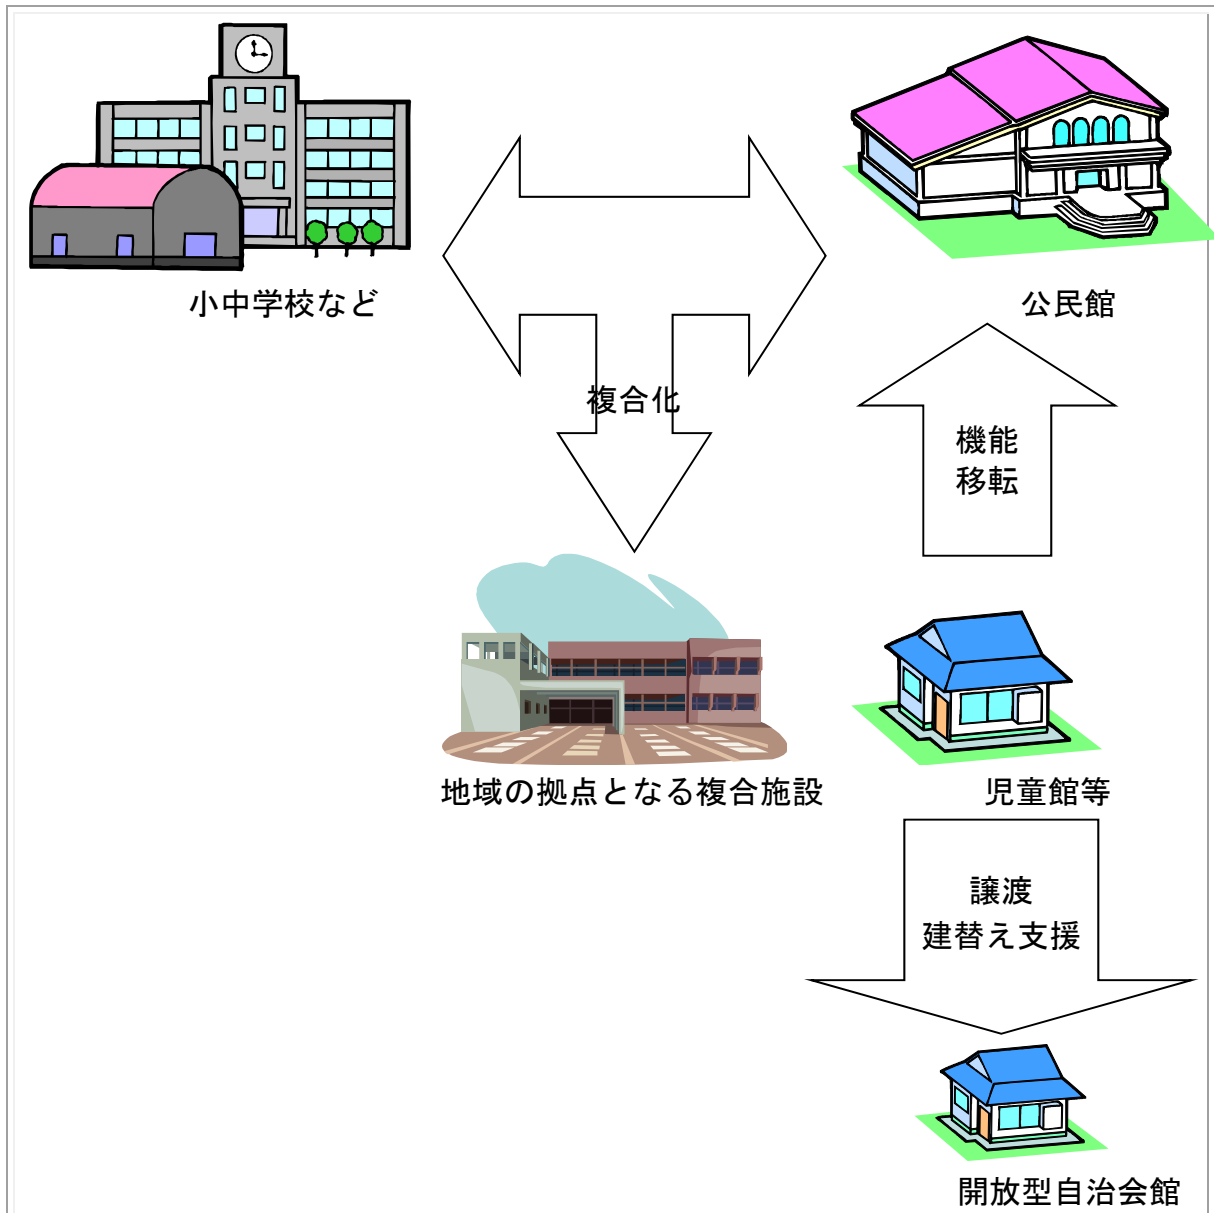 小中学校など
公民館
複合化
機能
移転
地域の拠点となる複合施設
児童館等
譲渡
建替え支援
開放型自治会館